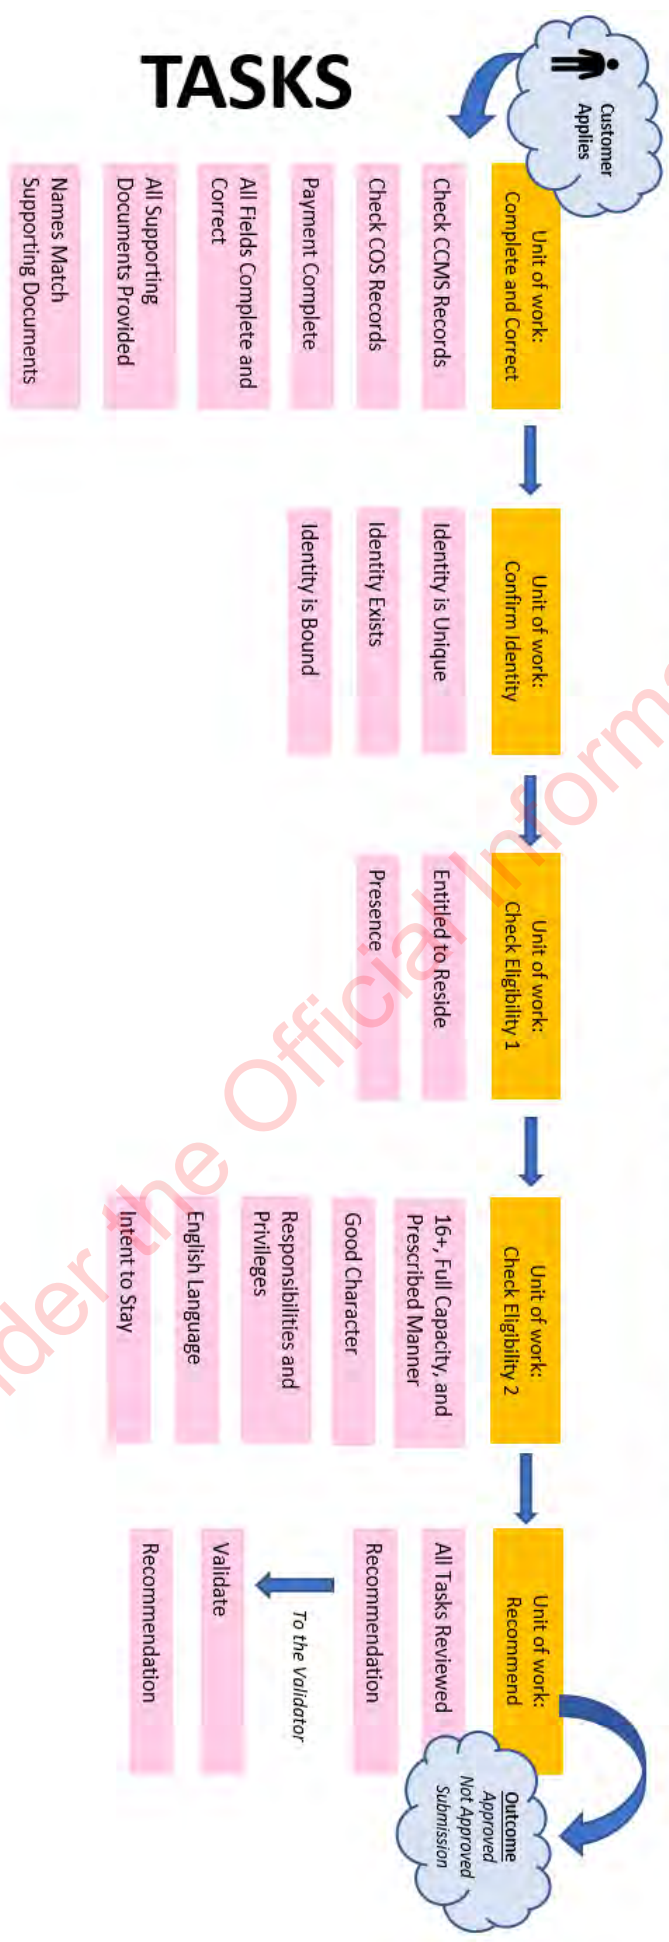 TASKS
Customer
Applies
Unit of work:
Complete and Correct
Check CCMS Records
Check COS Records
Payment Complete
All Fields Complete and
Correct
All Supporting
Documents Provided
Names Match
Supporting Documents
Unit of work:
Confirm Identity
Identity is Unique
Identity Exists
Identity is Bound
Unit of work:
Check Eligibility 1
Entitled to Reside
Presence
Unit of work:
Check Eligibility 2
16+, Full Capacity, and
Prescribed Manner
Good Character
Responsibilities and
Privileges
English Language
Intent to Stay
Unit of work:
Recommend
All Tasks Reviewed
Recommendation
To the Validator
Validate
Recommendation
Outcome
Approved
Not Approved
Submission
the Official